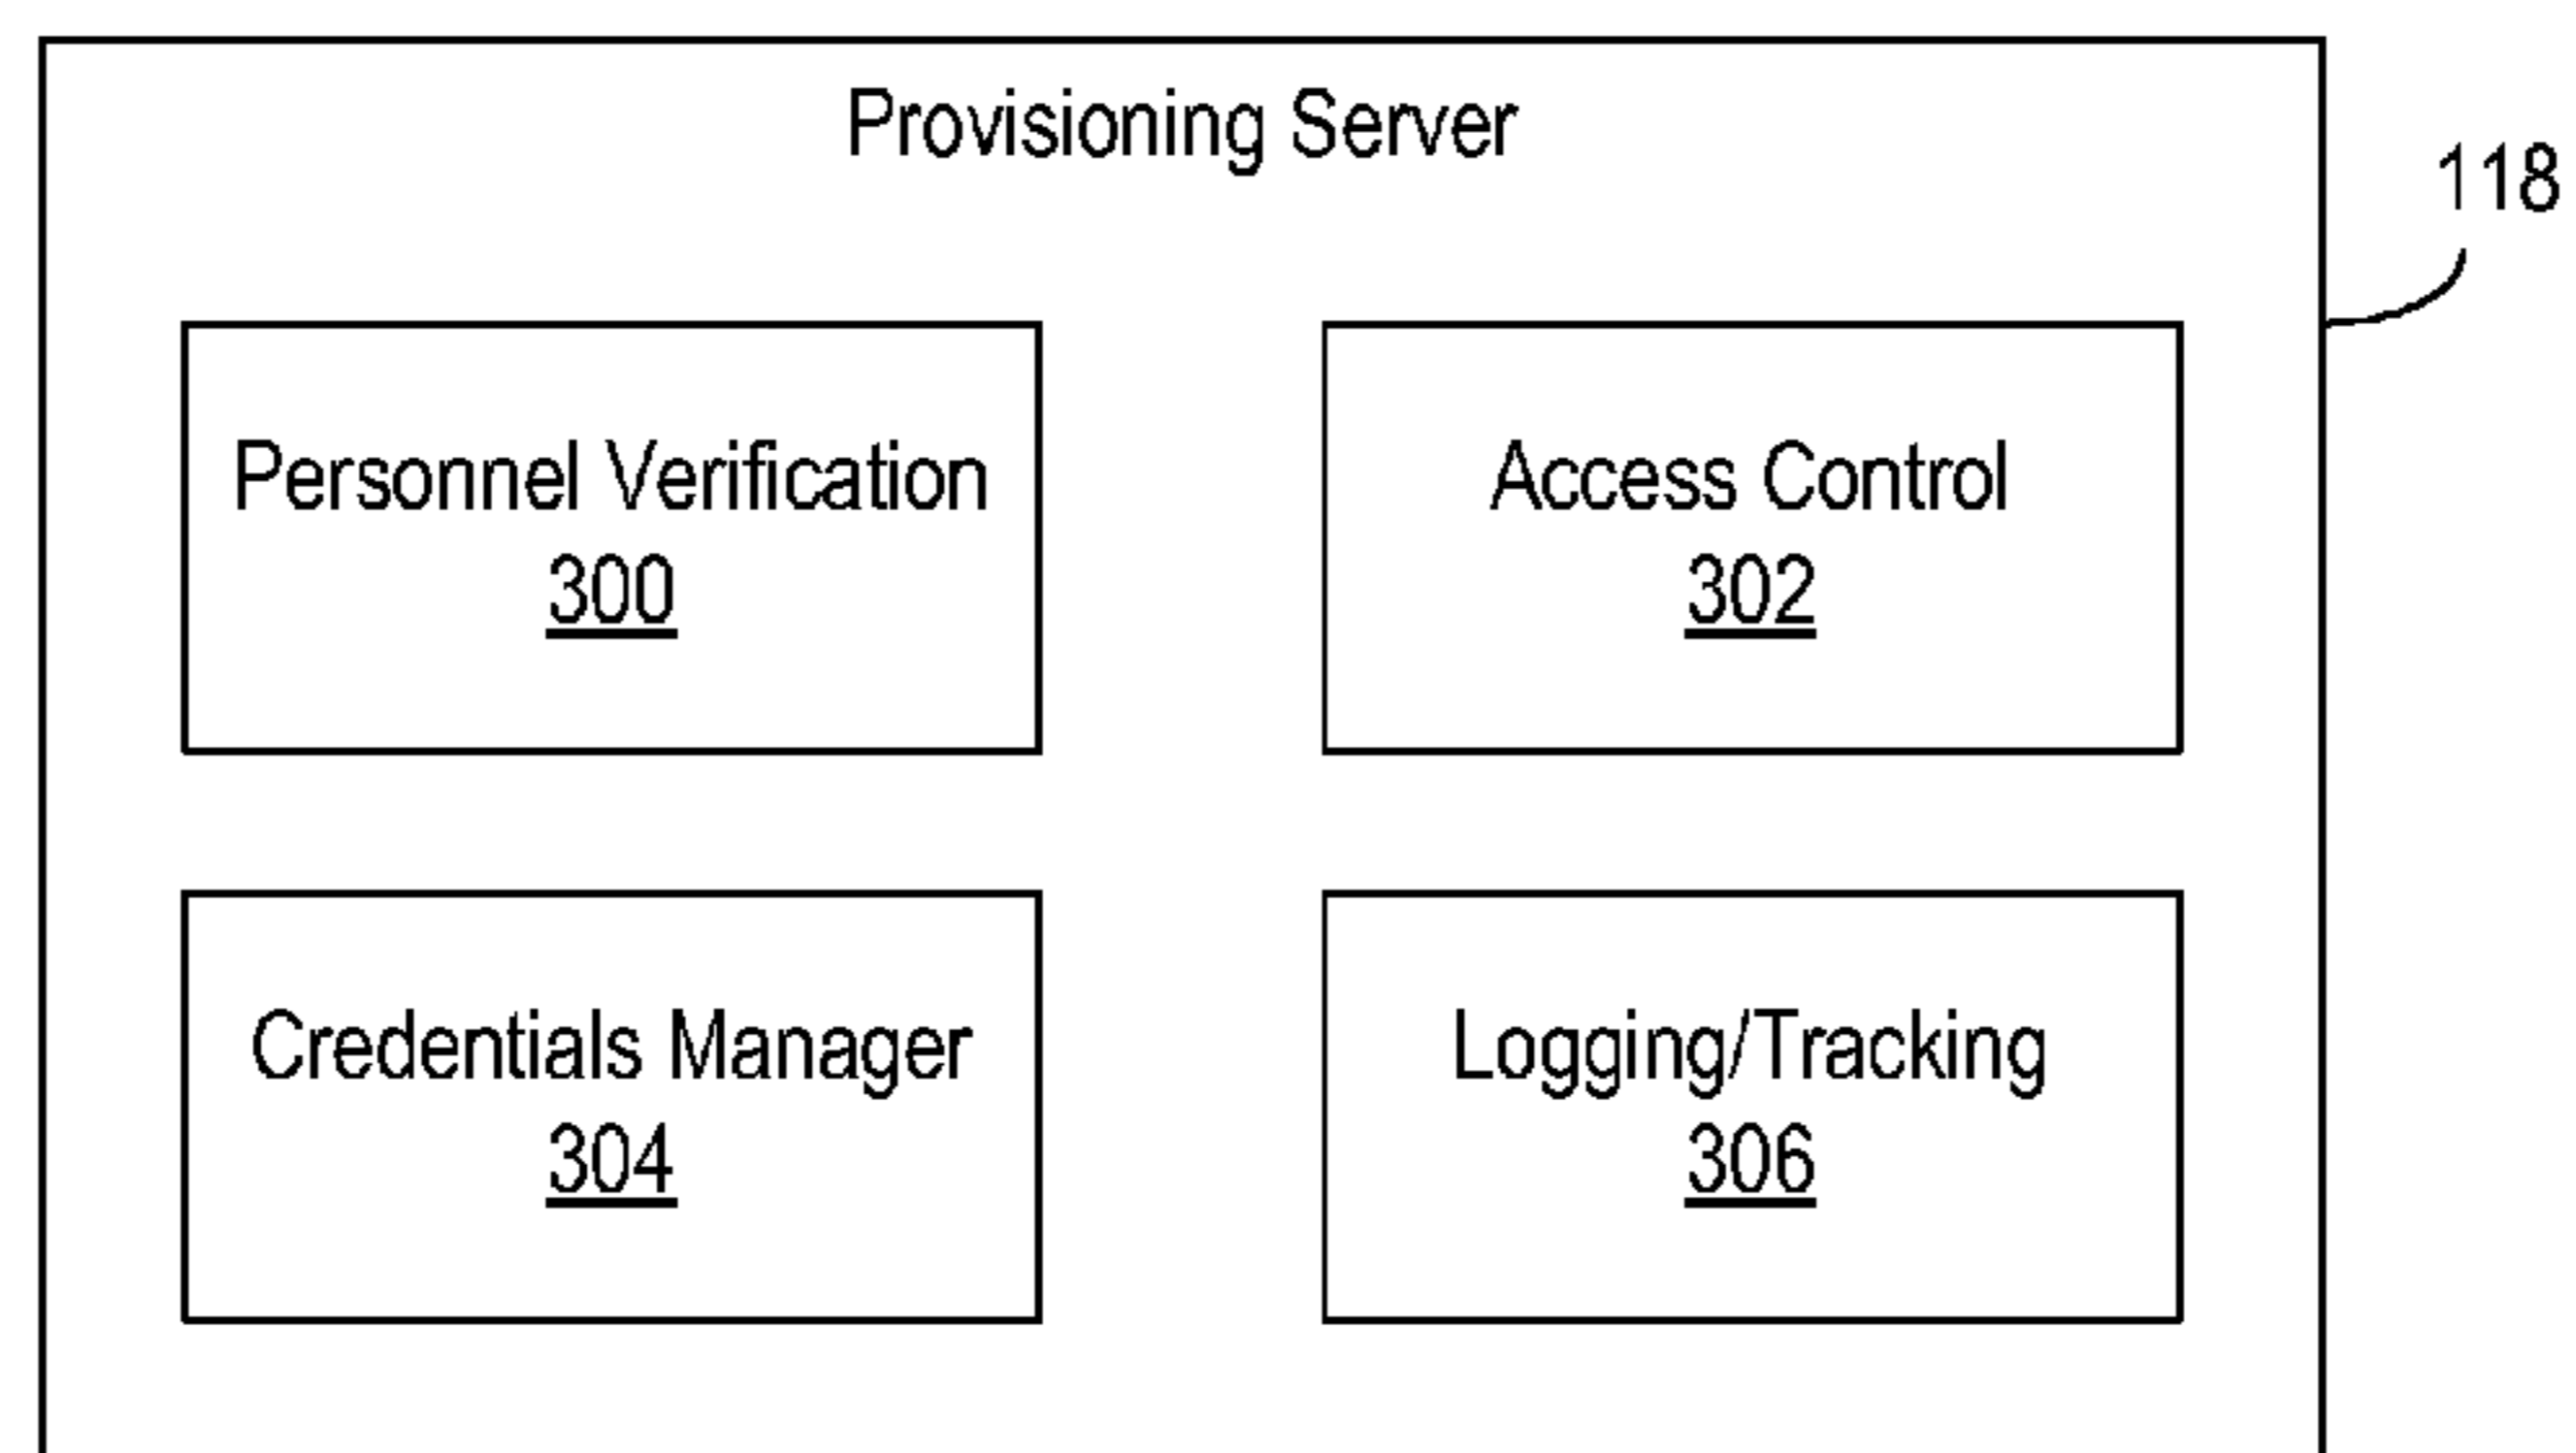 Provisioning Server
118
Personnel Verification
300
Access Control
302
Credentials Manager
304
Logging/Tracking
306